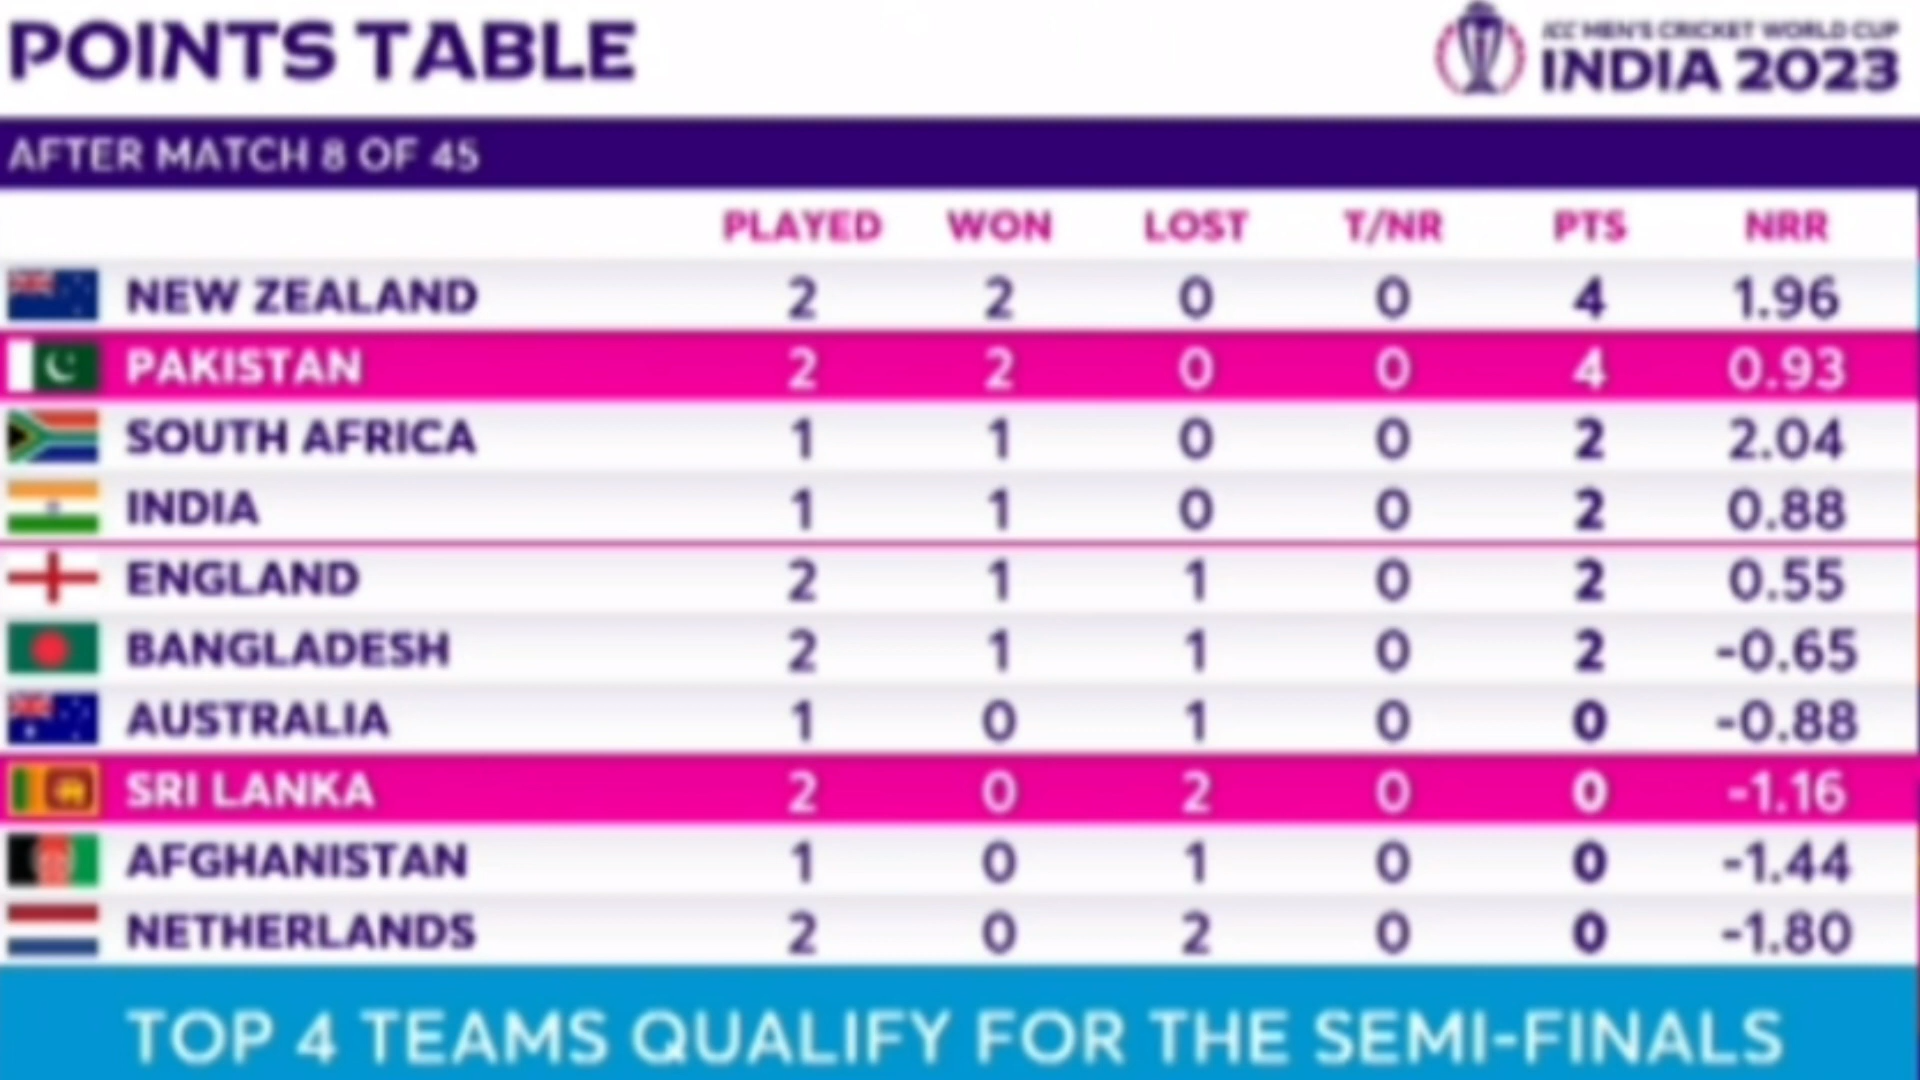 POINTS TABLE
ICC MEN'S CRICKET WORLD CUP
INDIA 2023
AFTER MATCH 8 OF 45
PLAYED WON LOST T/NR PTS NRR
NEW ZEALAND 2 2 0 0 4 1.96
PAKISTAN 2 2 0 0 4 0.93
SOUTH AFRICA 1 1 0 0 2 2.04
INDIA 1 1 0 0 2 0.88
ENGLAND 2 1 1 0 2 0.55
BANGLADESH 2 1 1 0 2 -0.65
AUSTRALIA 1 0 1 0 0 -0.88
SRI LANKA 2 0 2 0 0 -1.16
AFGHANISTAN 1 0 1 0 0 -1.44
NETHERLANDS 2 0 2 0 0 -1.80
TOP 4 TEAMS QUALIFY FOR THE SEMI-FINALS